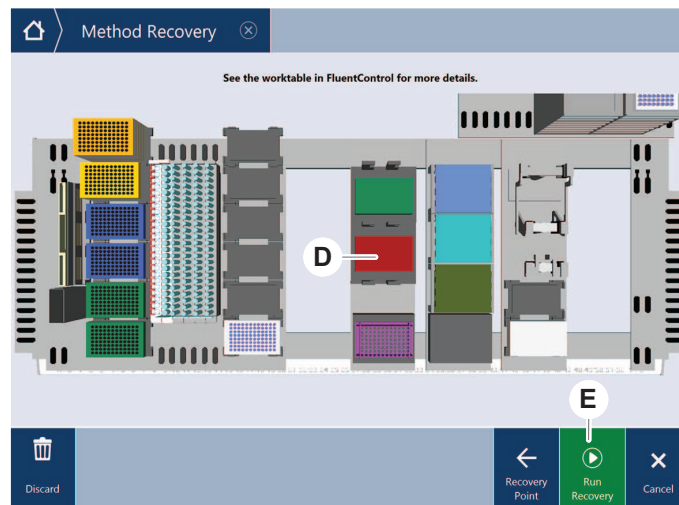 Method Recovery
See the worktable in FluentControl for more details.
D
E
Discard
Recovery
Point
Run
Recovery
Cancel